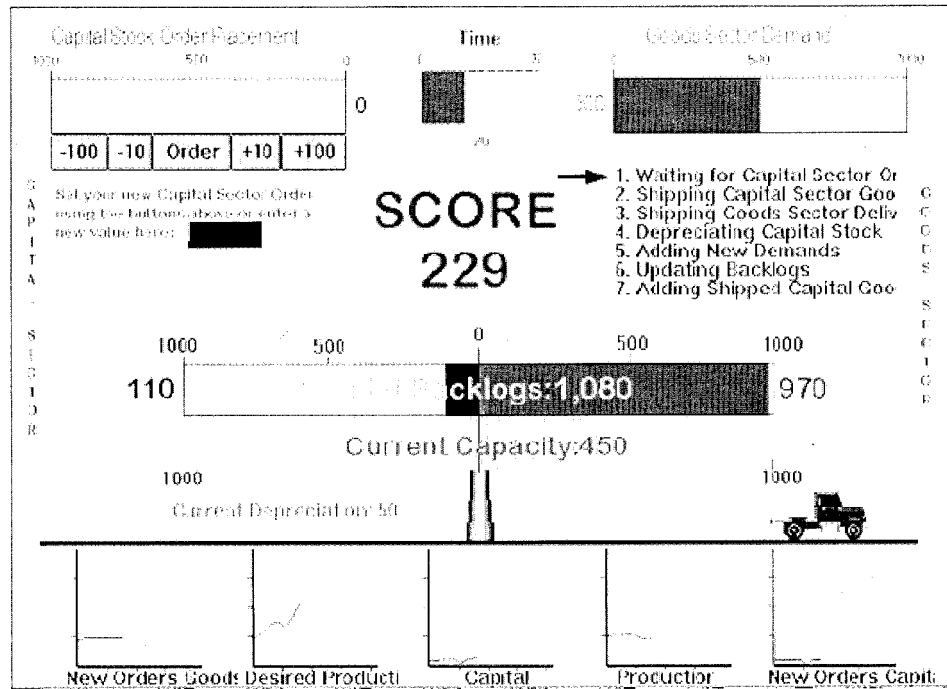 Capital Stock Order Placement
Time
Goods Sector Demand
1000 500 0
0
500 1000
0
500
-100 -10 Order +10 +100
Set your new Capital Sector Order
using the buttons above or enter a
new value here:
SCORE
229
1. Waiting for Capital Sector Or
2. Shipping Capital Sector Goo
3. Shipping Goods Sector Deliv
4. Depreciating Capital Stock
5. Adding New Demands
6. Updating Backlogs
7. Adding Shipped Capital Goo
CAPITAL SECTOR
GOODS SECTOR
1000 500 0 500 1000
110
cklogs:1,080
970
Current Capacity:450
1000
1000
Current Depreciation: 50
New Orders Goods
Desired Producti
Capital
Production
New Orders Capita